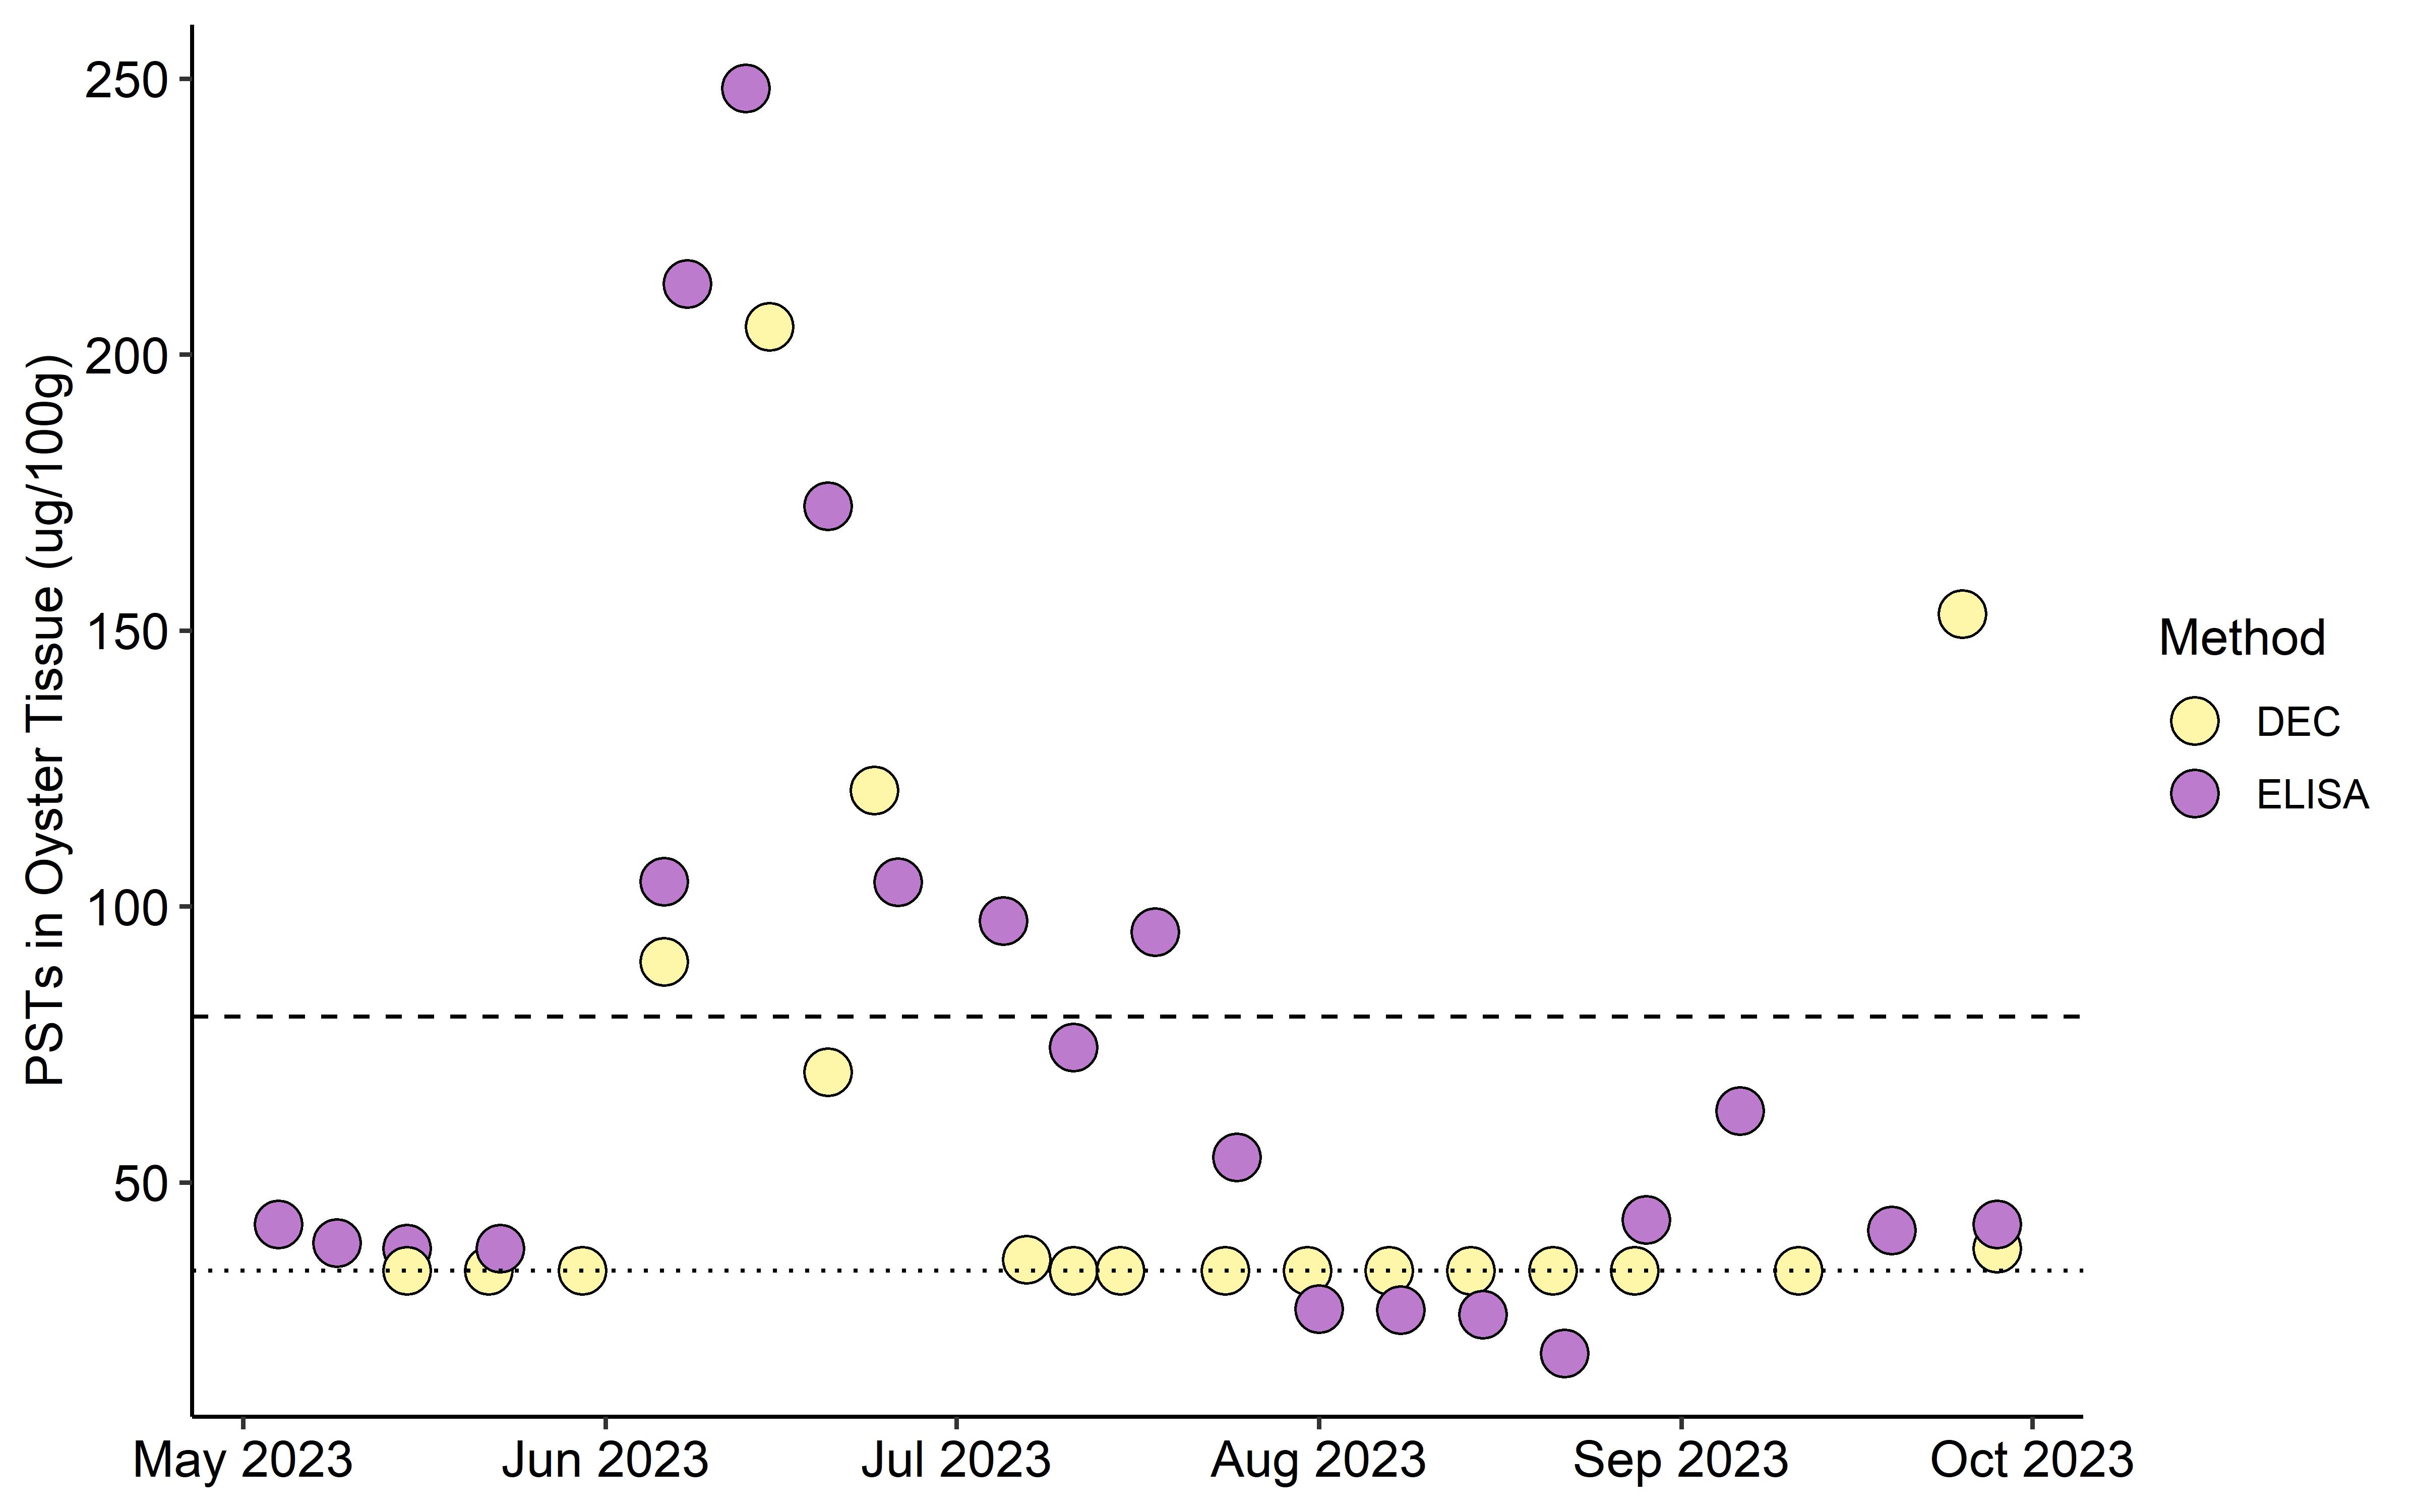 PSTs in Oyster Tissue (ug/100g)
250
200
150
100
50
May 2023
Jun 2023
Jul 2023
Aug 2023
Sep 2023
Oct 2023
Method
DEC
ELISA